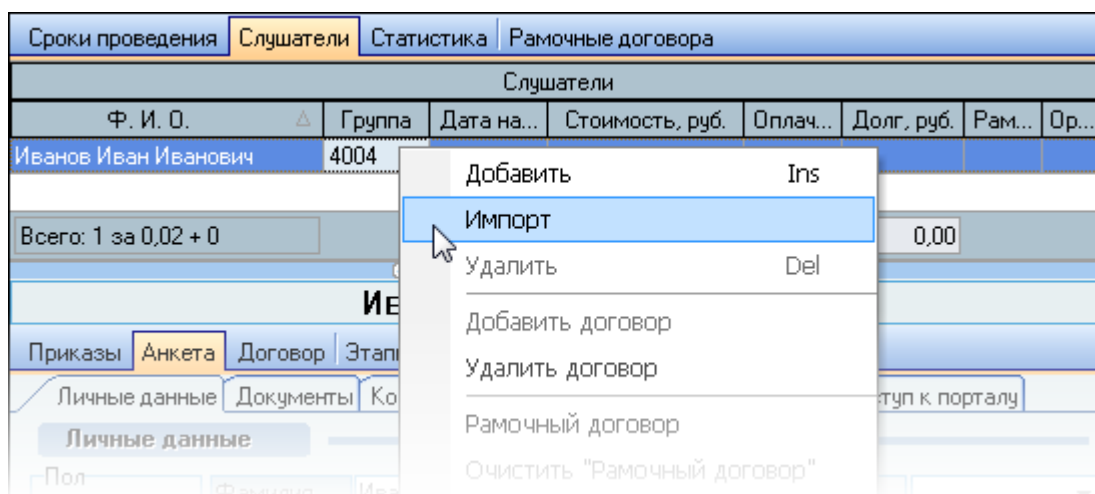 Сроки проведения Слушатели Статистика Рамочные договора
Слушатели
Ф. И. О. Группа Дата на... Стоимость, руб. Оплач... Долг, руб. Рам... Ор...
Иванов Иван Иванович 4004
Добавить Ins
Импорт
Всего: 1 за 0,02 + 0 0,00
Удалить Del
Добавить договор
Приказы Анкета Договор
Удалить договор
Личные данные Документы
к порталу
Рамочный договор
Личные данные
Очистить "Рамочный договор"
Пол
Фамилия